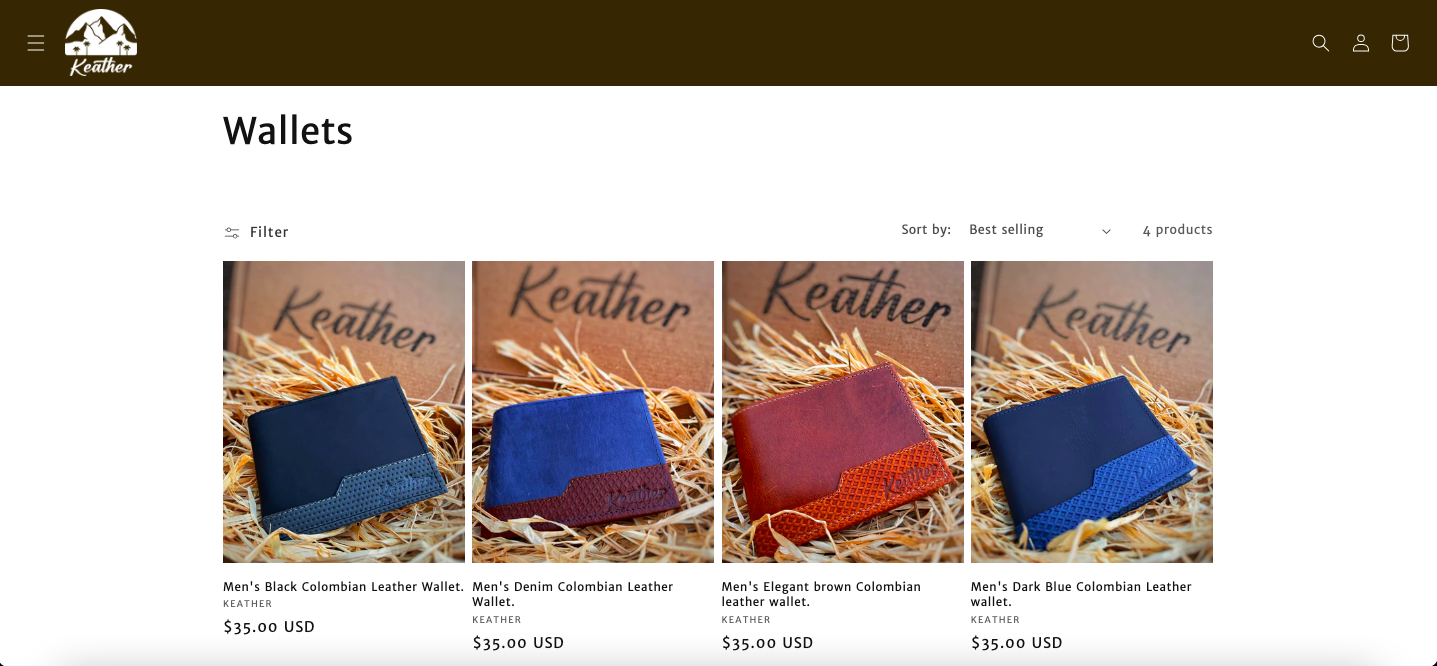 Keather
Wallets
Filter
Sort by: Best selling
4 products
Keather
Keather
Keather
Keather
Keather
Keather
Keather
Men's Black Colombian Leather Wallet.
KEATHER
$35.00 USD
Men's Denim Colombian Leather
Wallet.
KEATHER
$35.00 USD
Men's Elegant brown Colombian
leather wallet.
KEATHER
$35.00 USD
Men's Dark Blue Colombian Leather
wallet.
KEATHER
$35.00 USD